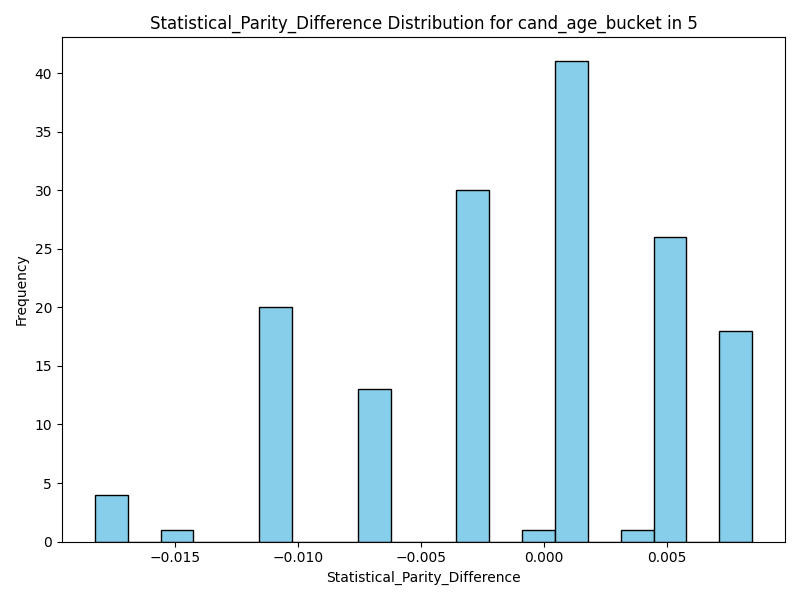 Statistical_Parity_Difference Distribution for cand_age_bucket in 5
Frequency
40
35
30
25
20
15
10
5
0
−0.015 −0.010 −0.005 0.000 0.005
Statistical_Parity_Difference